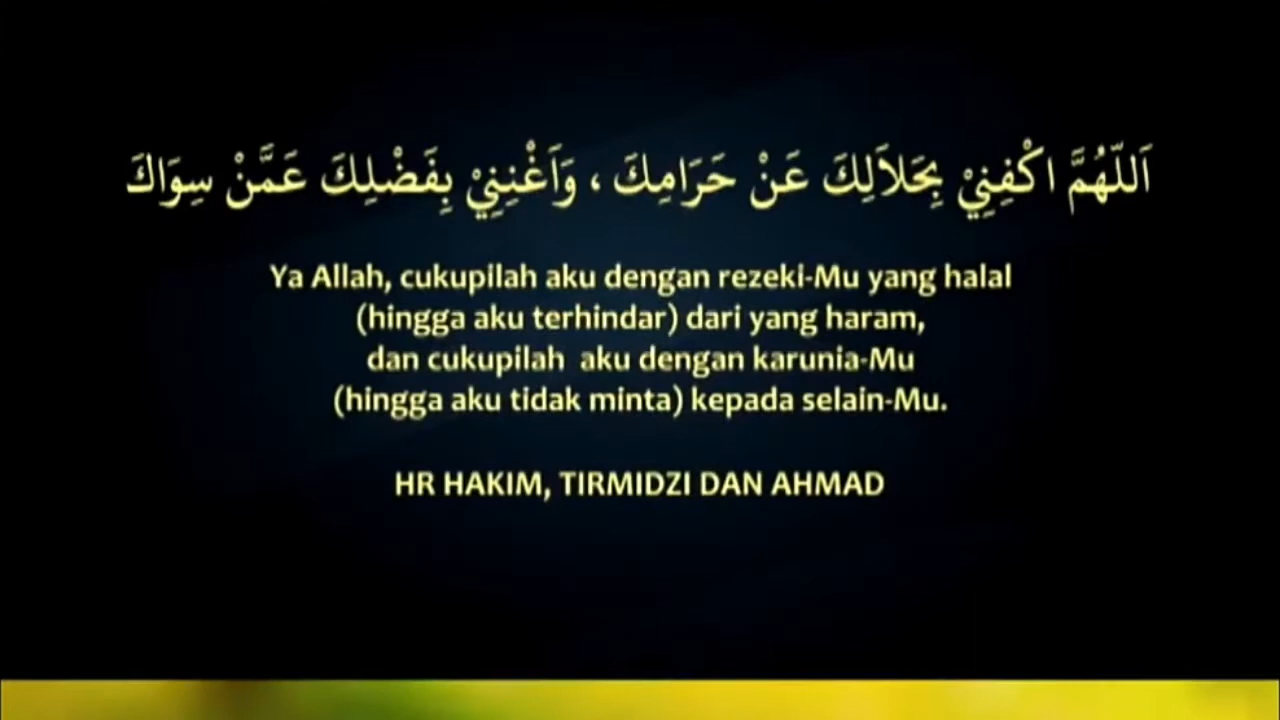 اَللّٰهُمَّ اكْفِنِيْ بِحَلاَلِكَ عَنْ حَرَامِكَ ، وَاَغْنِنِيْ بِفَضْلِكَ عَمَّنْ سِوَاكَ
Ya Allah, cukupilah aku dengan rezeki-Mu yang halal
(hingga aku terhindar) dari yang haram,
dan cukupilah aku dengan karunia-Mu
(hingga aku tidak minta) kepada selain-Mu.
HR HAKIM, TIRMIDZI DAN AHMAD